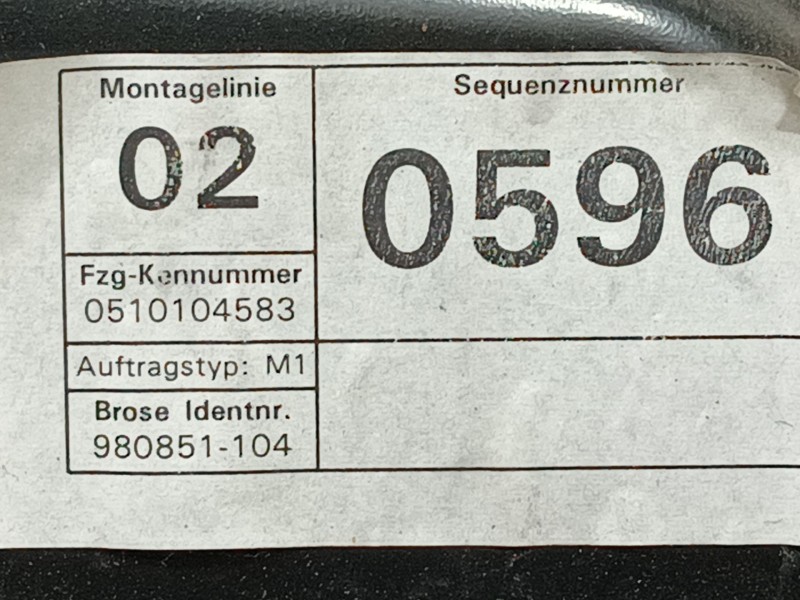 Montagelinie
02
Sequenznummer
0596
Fzg-Kennummer
0510104583
Auftragstyp: M1
Brose Identnr.
980851-104